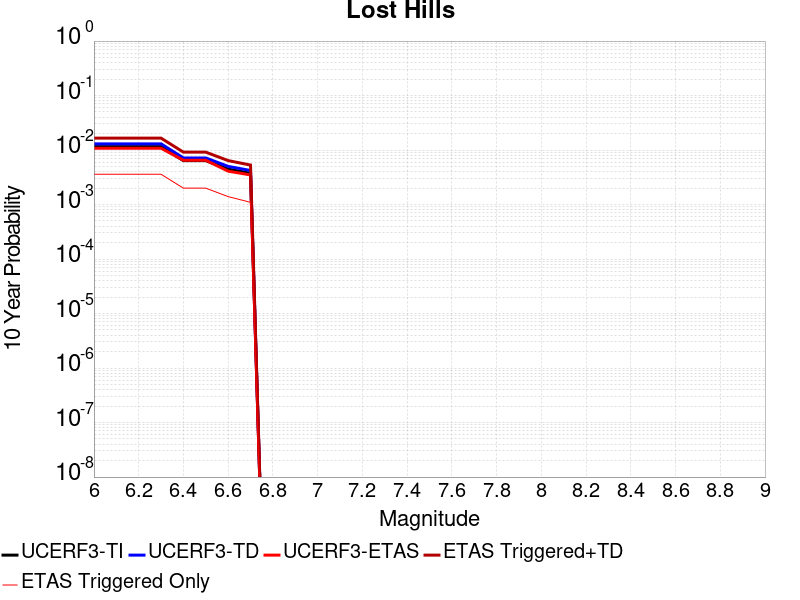 Lost Hills
10 0
10 -1
10 -2
10 -3
10 -4
10 -5
10 -6
10 -7
10 -8
10 Year Probability
6 6.2 6.4 6.6 6.8 7 7.2 7.4 7.6 7.8 8 8.2 8.4 8.6 8.8 9
Magnitude
UCERF3-TI UCERF3-TD UCERF3-ETAS ETAS Triggered+TD
ETAS Triggered Only